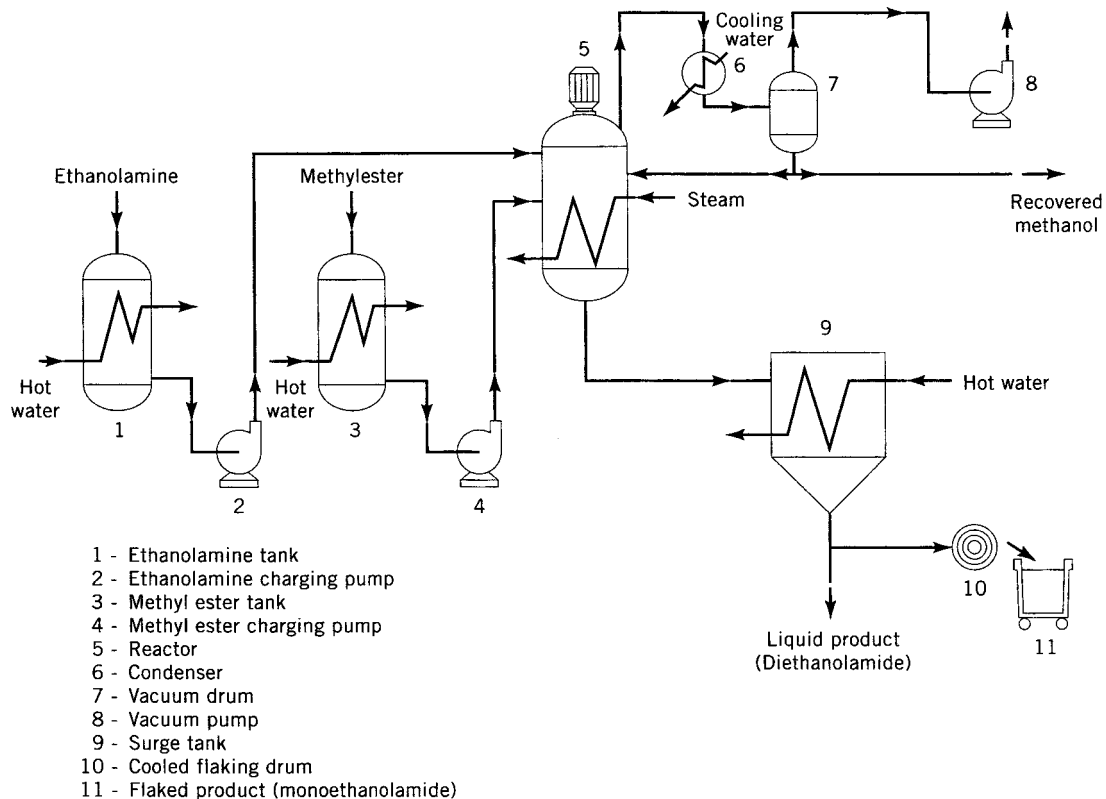 Cooling
water
5
6
7
8
Ethanolamine
Methylester
Steam
Recovered
methanol
9
Hot
water
Hot
water
Hot water
1
3
2
4
10
11
Liquid product
(Diethanolamide)
1 - Ethanolamine tank
2 - Ethanolamine charging pump
3 - Methyl ester tank
4 - Methyl ester charging pump
5 - Reactor
6 - Condenser
7 - Vacuum drum
8 - Vacuum pump
9 - Surge tank
10 - Cooled flaking drum
11 - Flaked product (monoethanolamide)